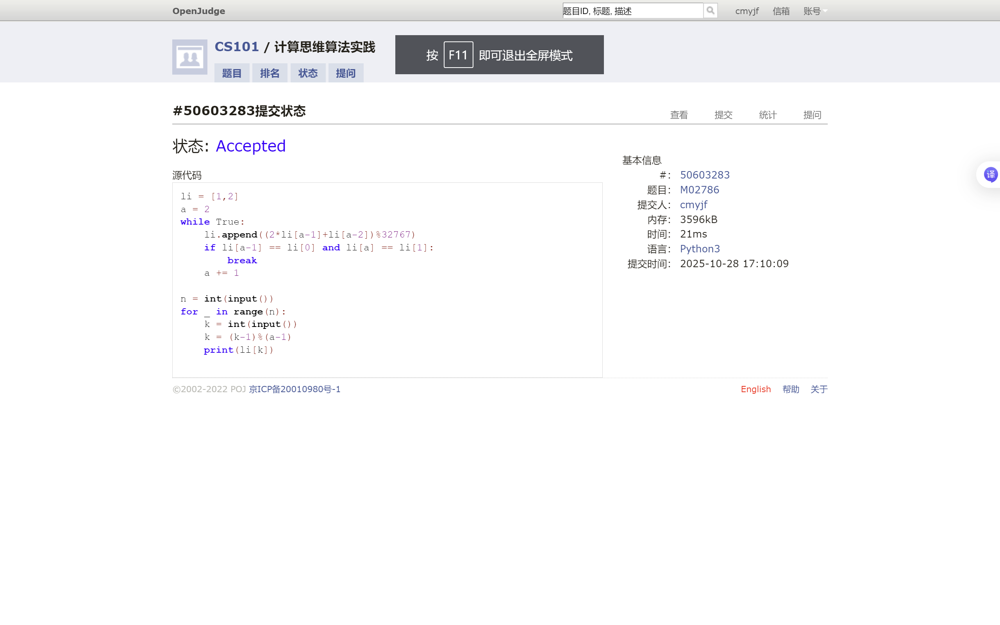 OpenJudge
题目ID, 标题, 描述
cmyjf 信箱 账号
CS101 / 计算思维算法实践
按 F11 即可退出全屏模式
题目 排名 状态 提问
#50603283提交状态
查看 提交 统计 提问
状态: Accepted
源代码
li = [1,2]
a = 2
while True:
    li.append((2*li[a-1]+li[a-2])%32767)
    if li[a-1] == li[0] and li[a] == li[1]:
        break
    a += 1
n = int(input())
for _ in range(n):
    k = int(input())
    k = (k-1)%(a-1)
    print(li[k])
基本信息
#: 50603283
题目: M02786
提交人: cmyjf
内存: 3596kB
时间: 21ms
语言: Python3
提交时间: 2025-10-28 17:10:09
译
©2002-2022 POJ 京ICP备20010980号-1
English 帮助 关于